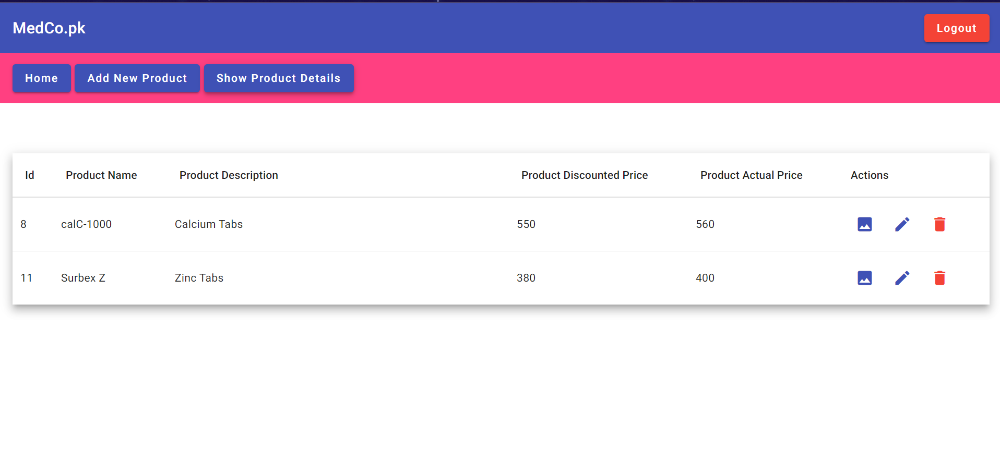 MedCo.pk Logout
Home Add New Product Show Product Details
Id Product Name Product Description Product Discounted Price Product Actual Price Actions
8 calC-1000 Calcium Tabs 550 560
11 Surbex Z Zinc Tabs 380 400